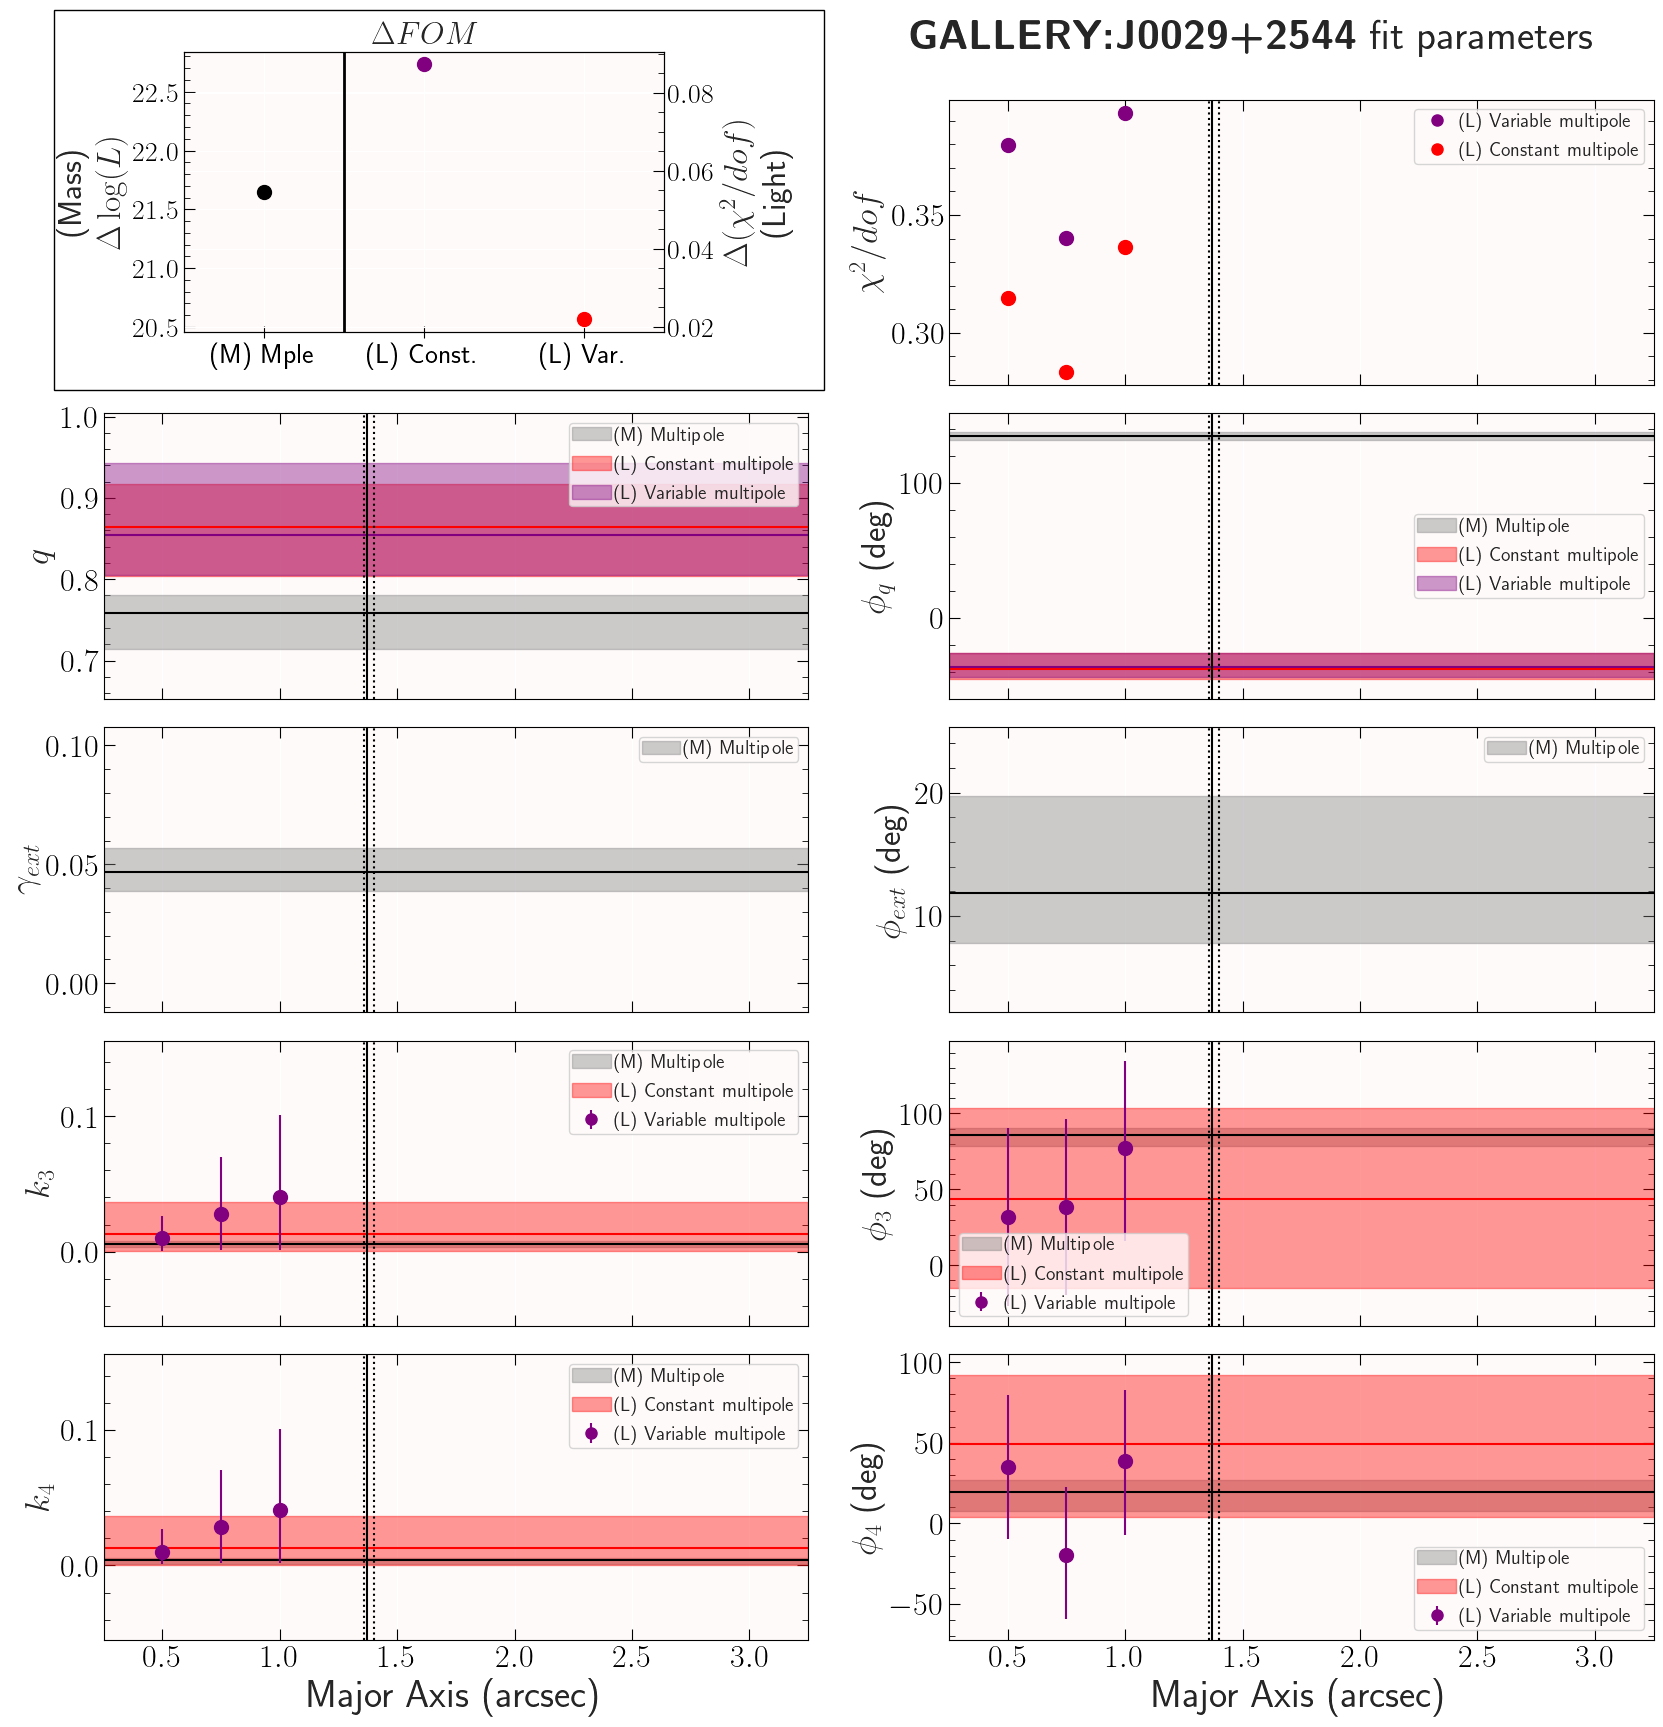 ΔFOM
GALLERY:J0029+2544 fit parameters
(Mass)
Δ log(L)
22.5
22.0
21.5
21.0
20.5
0.08
0.06
0.04
0.02
Δ(χ²/dof)
(Light)
(M) Mple
(L) Const.
(L) Var.
χ²/dof
0.35
0.30
(L) Variable multipole
(L) Constant multipole
q
1.0
0.9
0.8
0.7
(M) Multipole
(L) Constant multipole
(L) Variable multipole
ϕ_q (deg)
100
0
(M) Multipole
(L) Constant multipole
(L) Variable multipole
γ_ext
0.10
0.05
0.00
(M) Multipole
ϕ_ext (deg)
20
10
(M) Multipole
k₃
0.1
0.0
(M) Multipole
(L) Constant multipole
(L) Variable multipole
ϕ₃ (deg)
100
50
0
(M) Multipole
(L) Constant multipole
(L) Variable multipole
k₄
0.1
0.0
(M) Multipole
(L) Constant multipole
(L) Variable multipole
0.5 1.0 1.5 2.0 2.5 3.0
Major Axis (arcsec)
ϕ₄ (deg)
100
50
0
−50
(M) Multipole
(L) Constant multipole
(L) Variable multipole
0.5 1.0 1.5 2.0 2.5 3.0
Major Axis (arcsec)